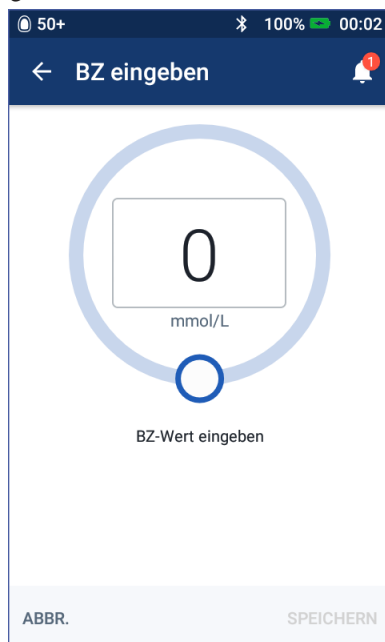 50+ 100% 00:02
BZ eingeben 1
0
mmol/L
BZ-Wert eingeben
ABBR. SPEICHERN